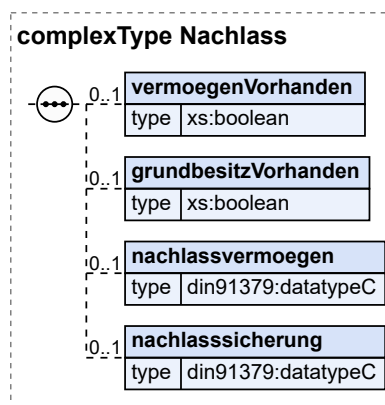 complexType Nachlass
0..1 vermoegenVorhanden
type xs:boolean
0..1 grundbesitzVorhanden
type xs:boolean
0..1 nachlassvermoegen
type din91379:datatypeC
0..1 nachlasssicherung
type din91379:datatypeC